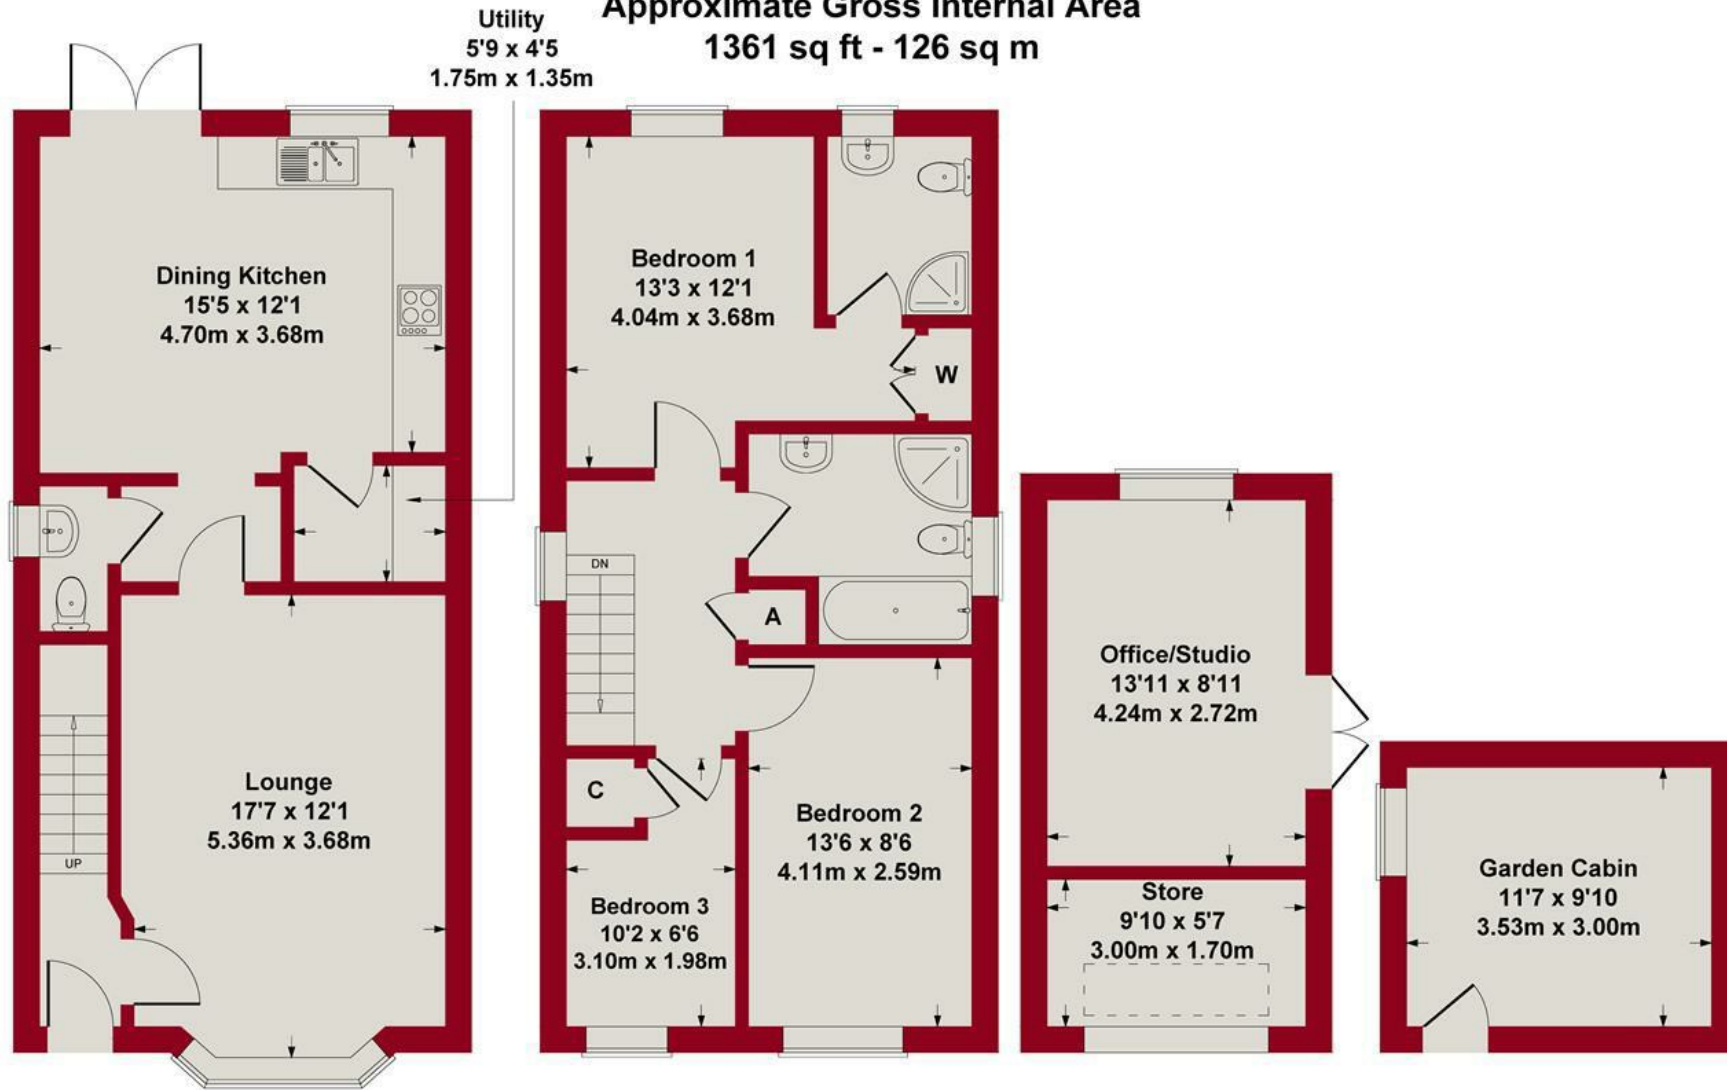 Approximate Gross Internal Area
1361 sq ft - 126 sq m
Utility
5'9 x 4'5
1.75m x 1.35m
Dining Kitchen
15'5 x 12'1
4.70m x 3.68m
Lounge
17'7 x 12'1
5.36m x 3.68m
UP
Bedroom 1
13'3 x 12'1
4.04m x 3.68m
W
DN
A
C
Bedroom 2
13'6 x 8'6
4.11m x 2.59m
Bedroom 3
10'2 x 6'6
3.10m x 1.98m
Office/Studio
13'11 x 8'11
4.24m x 2.72m
Store
9'10 x 5'7
3.00m x 1.70m
Garden Cabin
11'7 x 9'10
3.53m x 3.00m